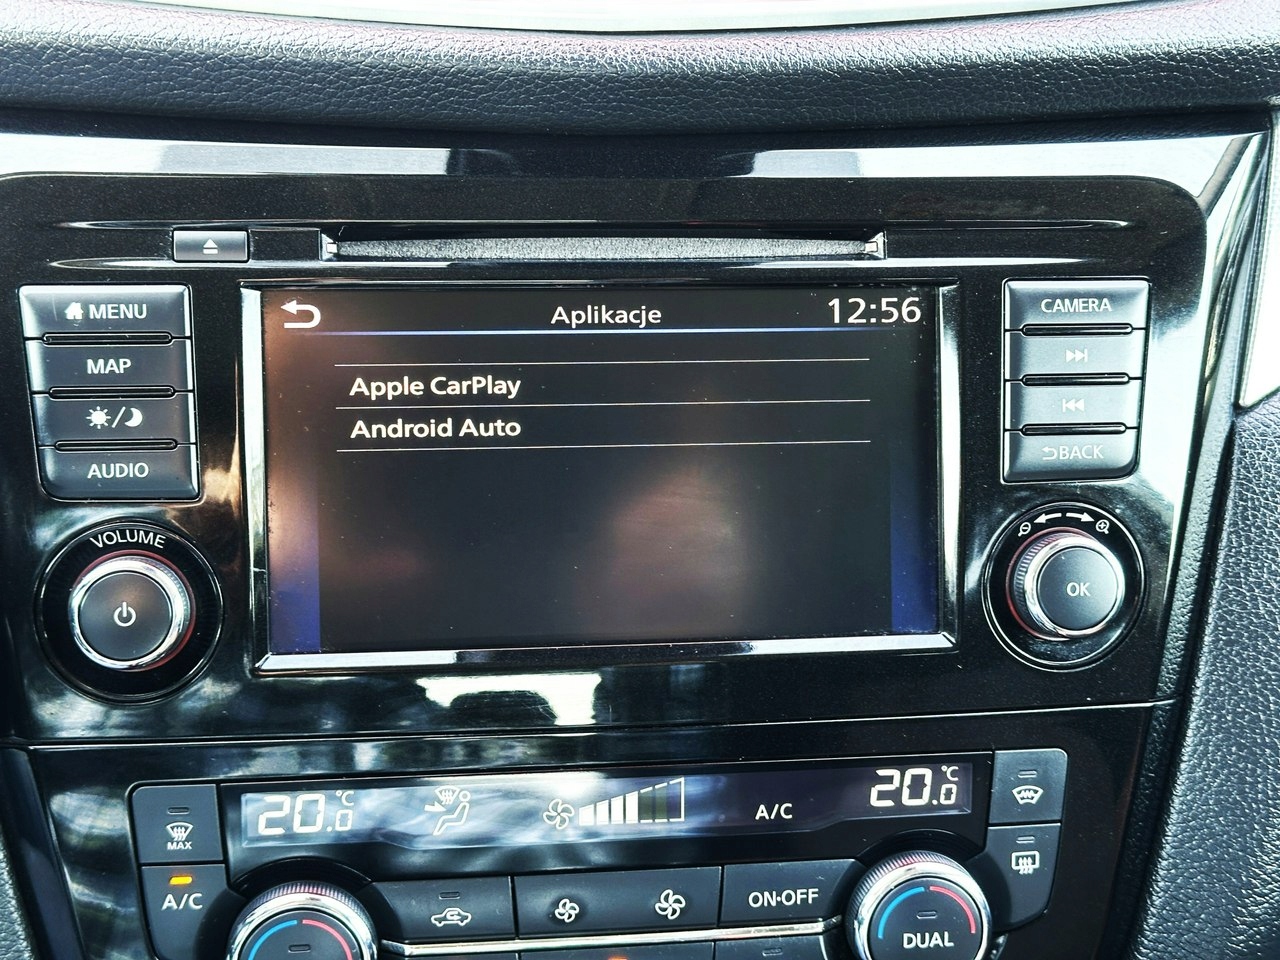 MENU
MAP
AUDIO
VOLUME
Aplikacje
12:56
Apple CarPlay
Android Auto
CAMERA
BACK
OK
20.0°C
A/C
20.0°C
MAX
A/C
ON·OFF
DUAL